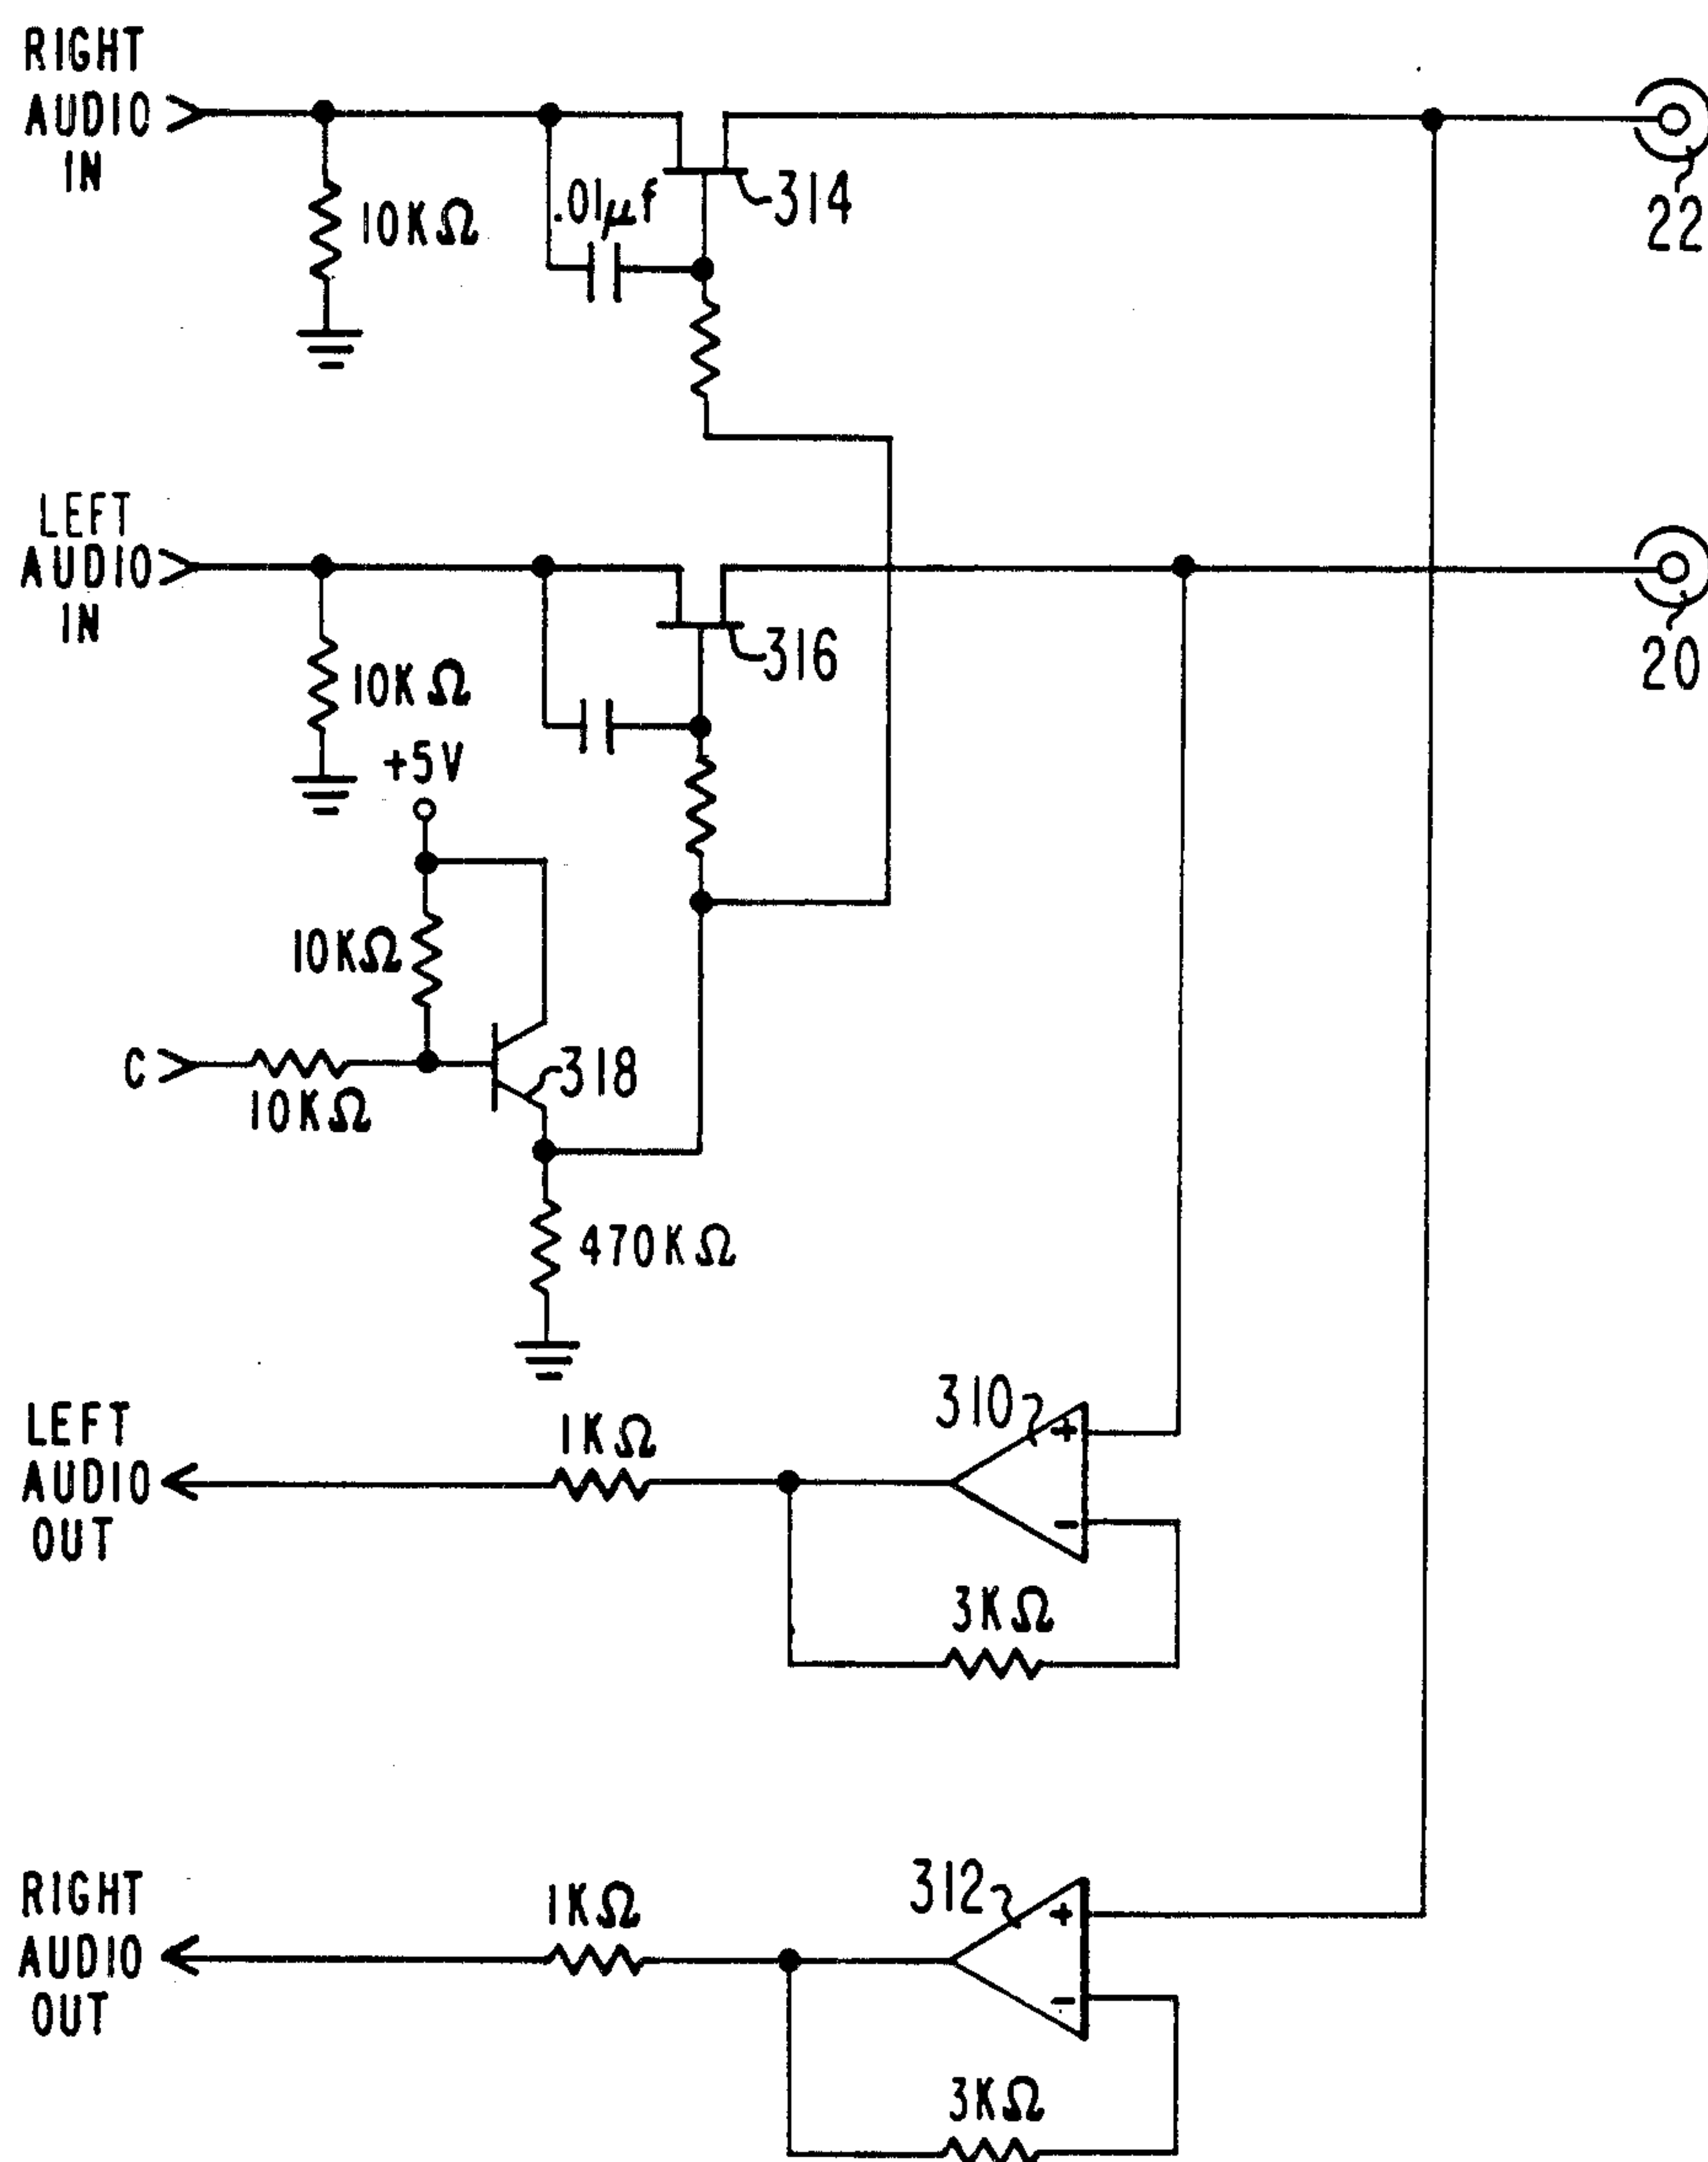 RIGHT
AUDIO
IN
10KΩ
.01μf
314
22
LEFT
AUDIO
IN
10KΩ
316
20
+5V
10KΩ
C
10KΩ
318
470KΩ
LEFT
AUDIO
OUT
1KΩ
310
+
-
3KΩ
RIGHT
AUDIO
OUT
1KΩ
312
+
-
3KΩ